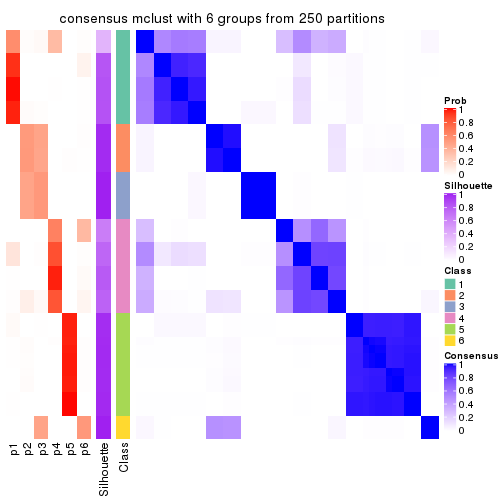 consensus mclust with 6 groups from 250 partitions
Prob
1
0.8
0.6
0.4
0.2
0
Silhouette
1
0.8
0.6
0.4
0.2
0
Class
1
2
3
4
5
6
Consensus
1
0.8
0.6
0.4
0.2
0
p1
p2
p3
p4
p5
p6
Silhouette
Class